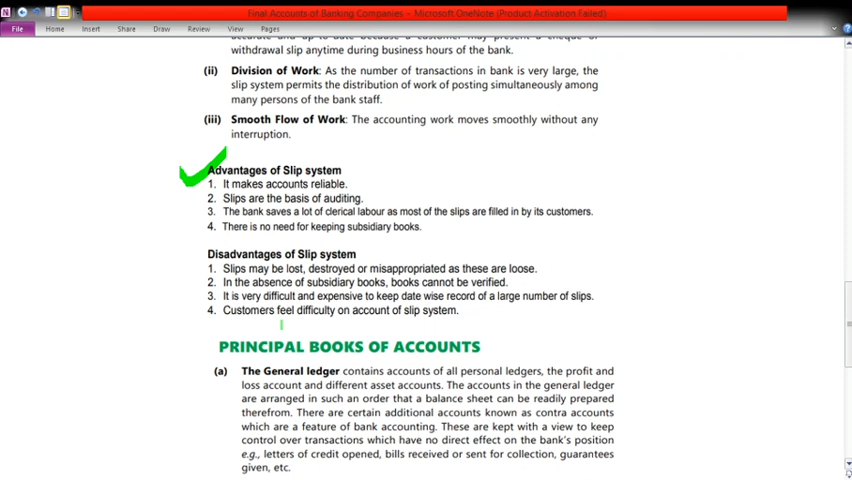 Final Accounts of Banking Companies - Microsoft OneNote (Product Activation Failed)
File Home Insert Share Draw Review View Pages
accurate and up-to-date because a customer may present a cheque or
withdrawal slip anytime during business hours of the bank.
(ii) Division of Work: As the number of transactions in bank is very large, the
slip system permits the distribution of work of posting simultaneously among
many persons of the bank staff.
(iii) Smooth Flow of Work: The accounting work moves smoothly without any
interruption.
Advantages of Slip system
1. It makes accounts reliable.
2. Slips are the basis of auditing.
3. The bank saves a lot of clerical labour as most of the slips are filled in by its customers.
4. There is no need for keeping subsidiary books.
Disadvantages of Slip system
1. Slips may be lost, destroyed or misappropriated as these are loose.
2. In the absence of subsidiary books, books cannot be verified.
3. It is very difficult and expensive to keep date wise record of a large number of slips.
4. Customers feel difficulty on account of slip system.
PRINCIPAL BOOKS OF ACCOUNTS
(a) The General ledger contains accounts of all personal ledgers, the profit and
loss account and different asset accounts. The accounts in the general ledger
are arranged in such an order that a balance sheet can be readily prepared
therefrom. There are certain additional accounts known as contra accounts
which are a feature of bank accounting. These are kept with a view to keep
control over transactions which have no direct effect on the bank's position
e.g., letters of credit opened, bills received or sent for collection, guarantees
given, etc.